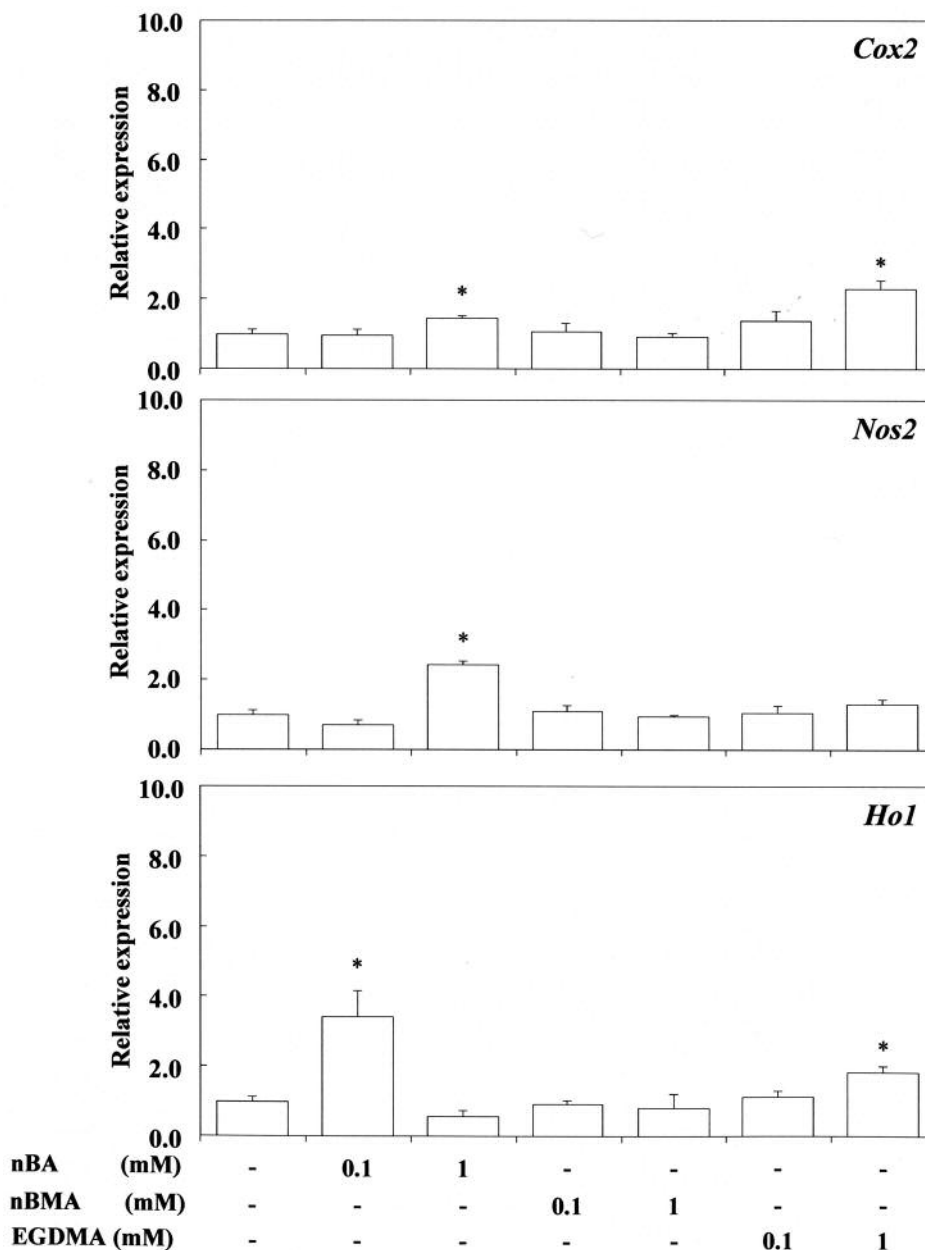 10.0
Cox2
8.0
6.0
4.0
2.0
0.0
Relative expression
* *
10.0
Nos2
8.0
6.0
4.0
2.0
0.0
Relative expression
*
10.0
Ho1
8.0
6.0
4.0
2.0
0.0
Relative expression
* *
nBA (mM) - 0.1 1 - - - -
nBMA (mM) - - - 0.1 1 - -
EGDMA (mM) - - - - - 0.1 1